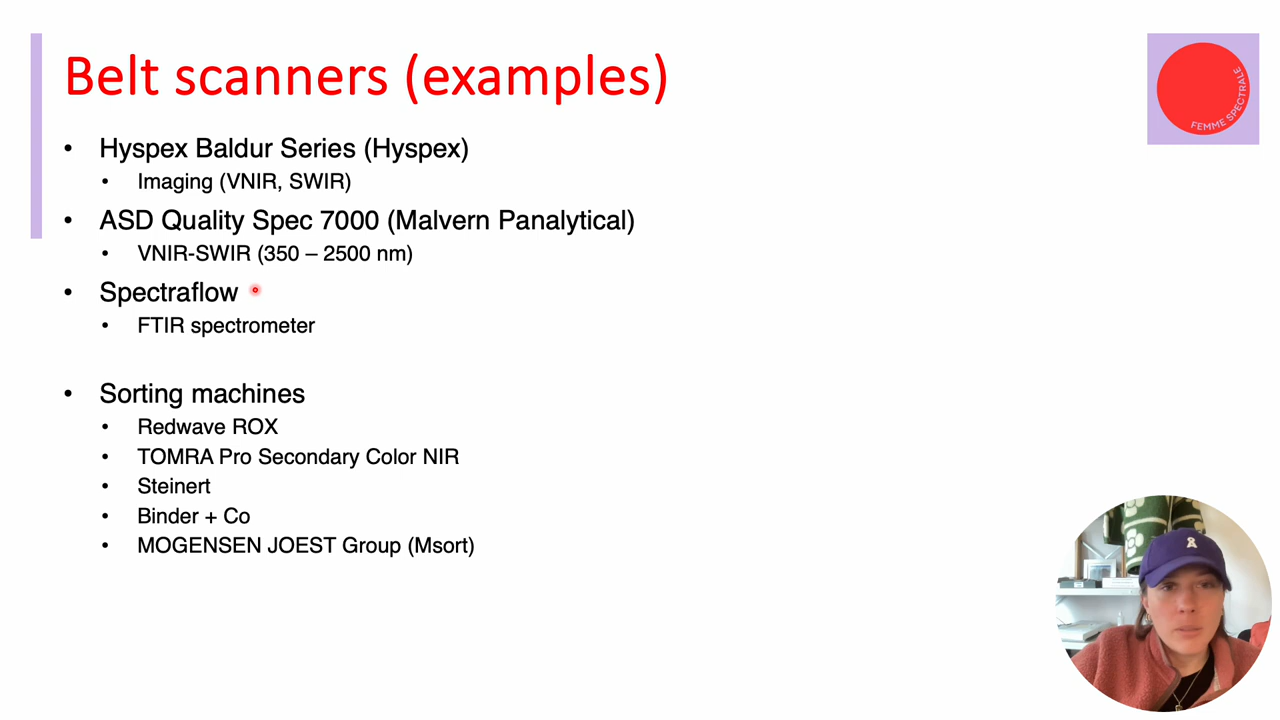 Belt scanners (examples)
FEMME SPECTRALE
• Hyspex Baldur Series (Hyspex)
• Imaging (VNIR, SWIR)
• ASD Quality Spec 7000 (Malvern Panalytical)
• VNIR-SWIR (350 – 2500 nm)
• Spectraflow
• FTIR spectrometer
• Sorting machines
• Redwave ROX
• TOMRA Pro Secondary Color NIR
• Steinert
• Binder + Co
• MOGENSEN JOEST Group (Msort)